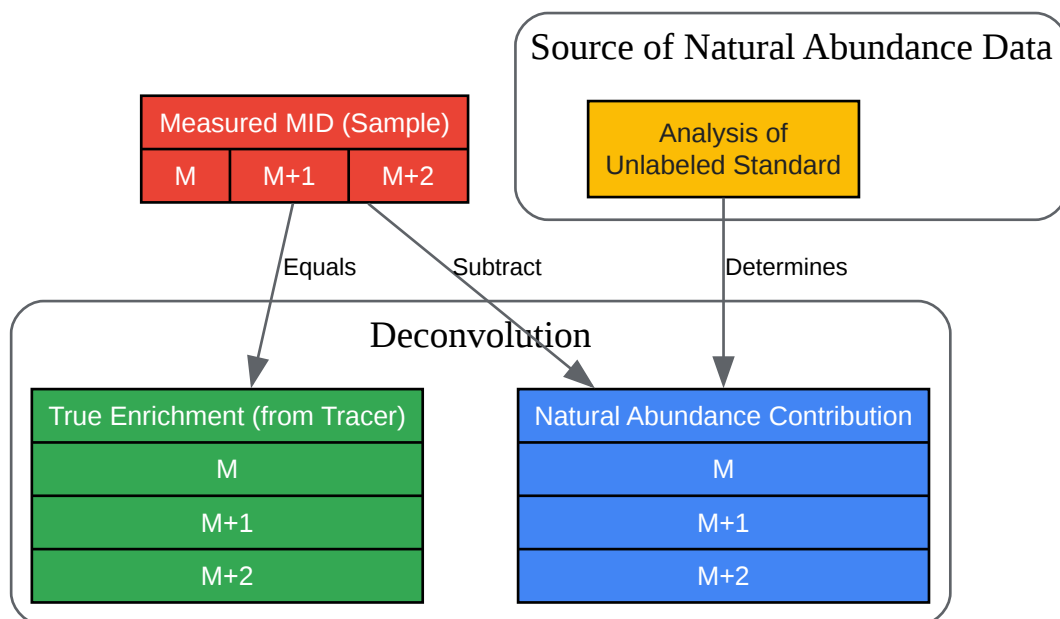 Source of Natural Abundance Data
Measured MID (Sample)
M M+1 M+2
Analysis of
Unlabeled Standard
Equals
Subtract
Determines
Deconvolution
True Enrichment (from Tracer)
M
M+1
M+2
Natural Abundance Contribution
M
M+1
M+2